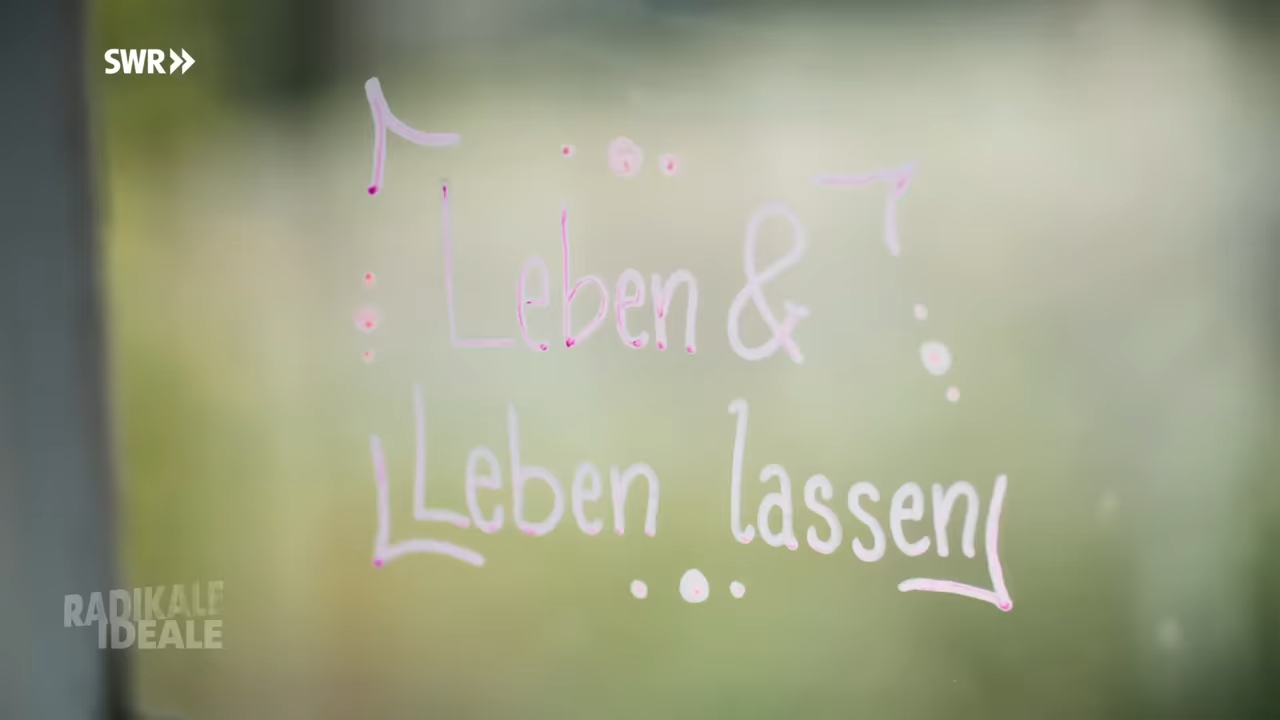 SWR
Leben &
Leben lassen
RADIKALE
IDEALE